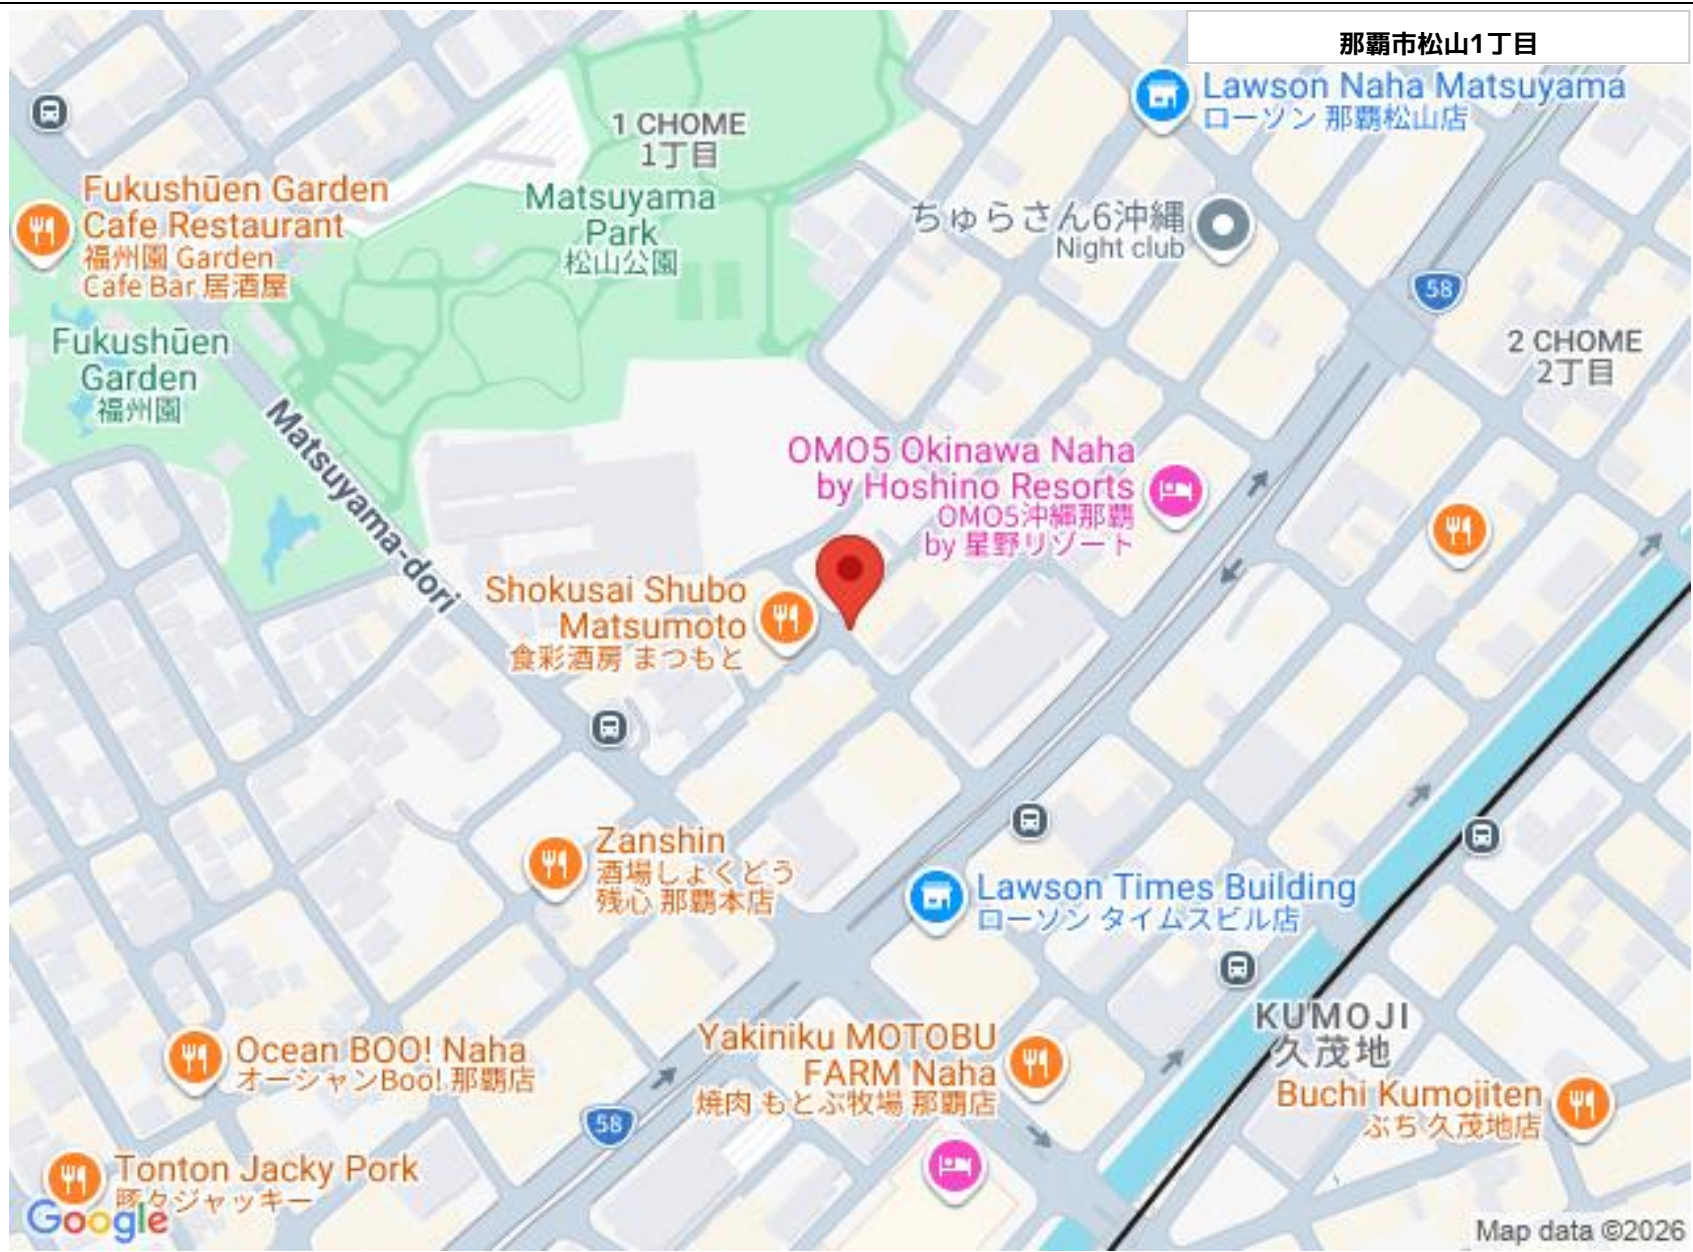 那覇市松山1丁目
Lawson Naha Matsuyama
ローソン 那覇松山店
1 CHOME
1丁目
Fukushūen Garden
Cafe Restaurant
福州園 Garden
Cafe Bar 居酒屋
Matsuyama
Park
松山公園
ちゅらさん6沖縄
Night club
58
Fukushūen
Garden
福州園
2 CHOME
2丁目
Matsuyama-dori
OMO5 Okinawa Naha
by Hoshino Resorts
OMO5沖縄那覇
by 星野リゾート
Shokusai Shubo
Matsumoto
食彩酒房 まつもと
Zanshin
酒場しょくどう
残心 那覇本店
Lawson Times Building
ローソン タイムスビル店
KUMOJI
久茂地
Ocean BOO! Naha
オーシャンBoo! 那覇店
Yakiniku MOTOBU
FARM Naha
焼肉 もとぶ牧場 那覇店
Buchi Kumojiten
ぶち 久茂地店
58
Tonton Jacky Pork
豚々ジャッキー
Google
Map data ©2026